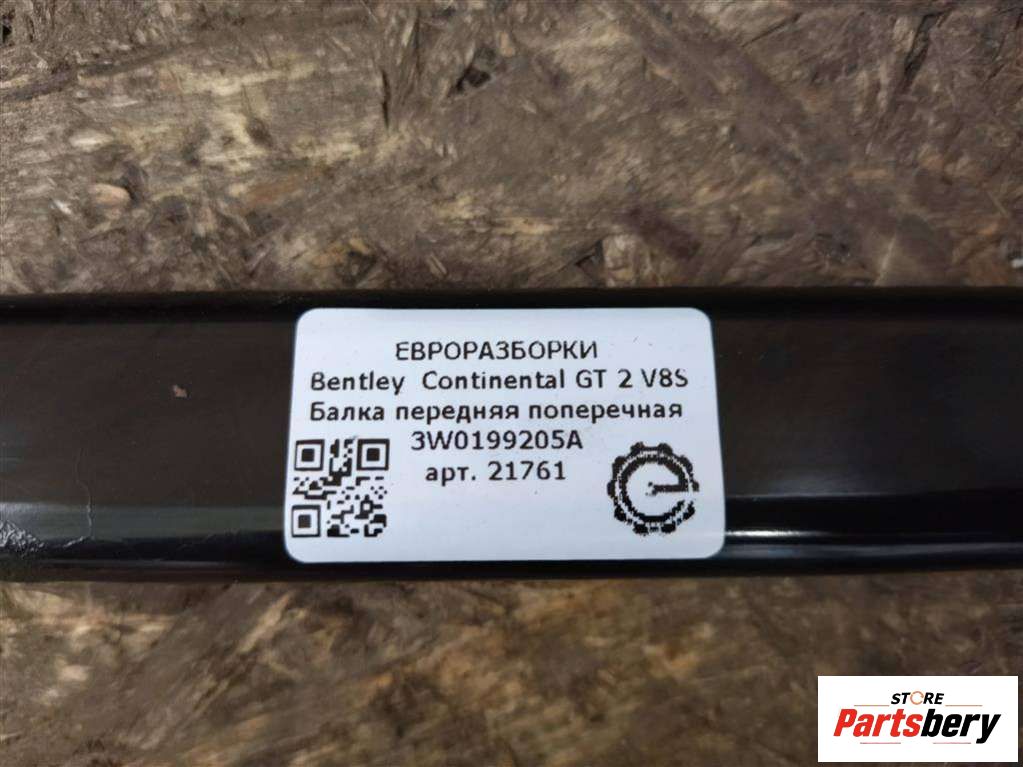 ЕВРОРАЗБОРКИ
Bentley Continental GT 2 V8S
Балка передняя поперечная
3W0199205A
арт. 21761
STORE
Partsbery